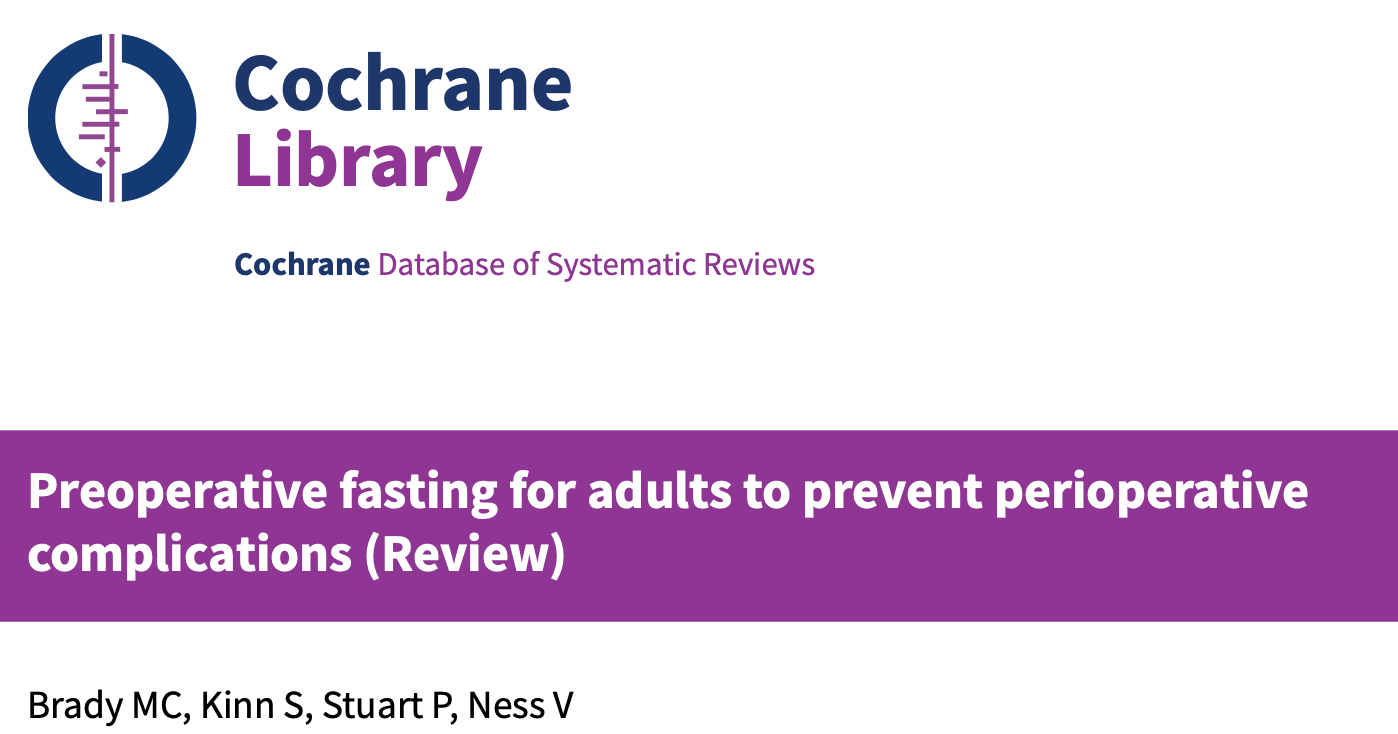 Cochrane
Library
Cochrane Database of Systematic Reviews
Preoperative fasting for adults to prevent perioperative
complications (Review)
Brady MC, Kinn S, Stuart P, Ness V